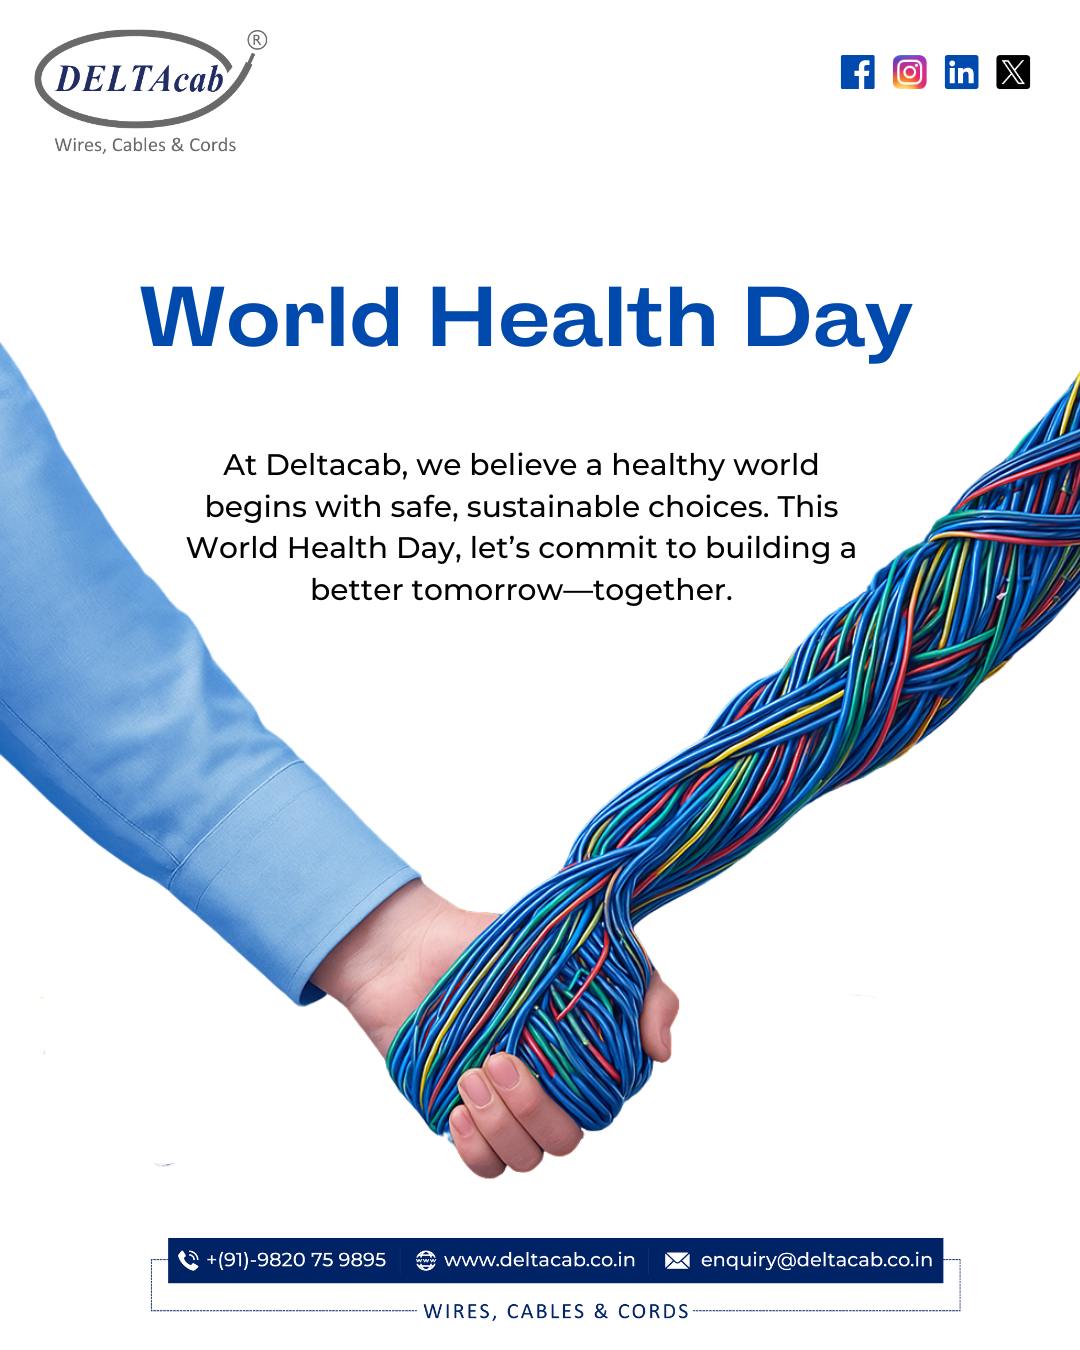 DELTAcab ®
Wires, Cables & Cords
World Health Day
At Deltacab, we believe a healthy world
begins with safe, sustainable choices. This
World Health Day, let’s commit to building a
better tomorrow—together.
+(91)-9820 75 9895 www.deltacab.co.in enquiry@deltacab.co.in
WIRES, CABLES & CORDS